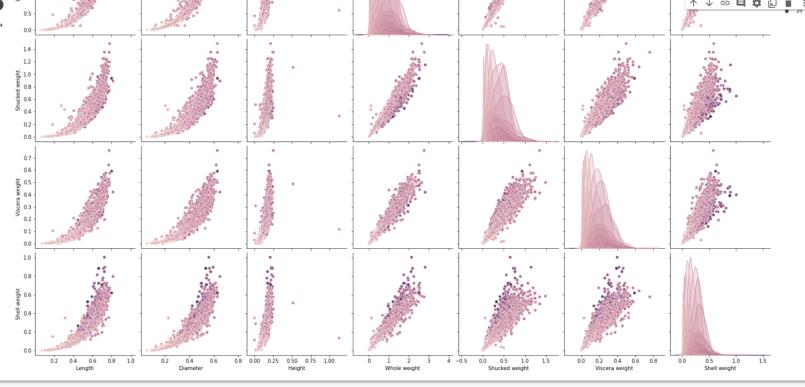 0.5
0.0
0.0 0.2 0.4 0.6 0.8 1.0 1.2 1.4
Shucked weight
0.0 0.1 0.2 0.3 0.4 0.5 0.6 0.7
Viscera weight
0.0 0.2 0.4 0.6 0.8 1.0
Shell weight
0.2 0.4 0.6 0.8 1.0
Length
0.2 0.4 0.6 0.8
Diameter
0.00 0.25 0.50 0.75 1.00
Height
0 1 2 3 4
Whole weight
−0.5 0.0 0.5 1.0 1.5
Shucked weight
0.0 0.2 0.4 0.6 0.8
Viscera weight
0.0 0.5 1.0 1.5
Shell weight